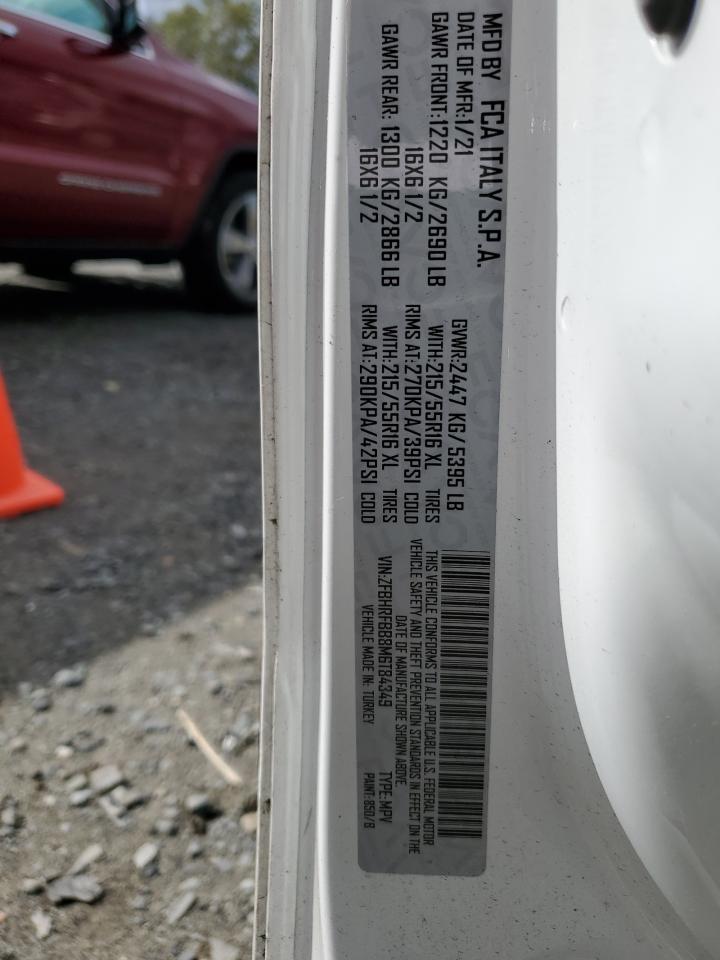 MFD BY FCA ITALY S.P.A.
DATE OF MFR:1/21 GVWR:2447 KG/5395 LB
GAWR FRONT:1220 KG/2690 LB WITH:215/55R16 XL TIRES
16X6 1/2 RIMS AT:270KPA/39PSI COLD
GAWR REAR: 1300 KG/2866 LB WITH:215/55R16 XL TIRES
16X6 1/2 RIMS AT:290KPA/42PSI COLD
THIS VEHICLE CONFORMS TO ALL APPLICABLE U.S. FEDERAL MOTOR
VEHICLE SAFETY AND THEFT PREVENTION STANDARDS IN EFFECT ON THE
DATE OF MANUFACTURE SHOWN ABOVE.
VIN:ZFBHRFBB8M6T84349 TYPE:MPV
VEHICLE MADE IN: TURKEY PAINT:650/B